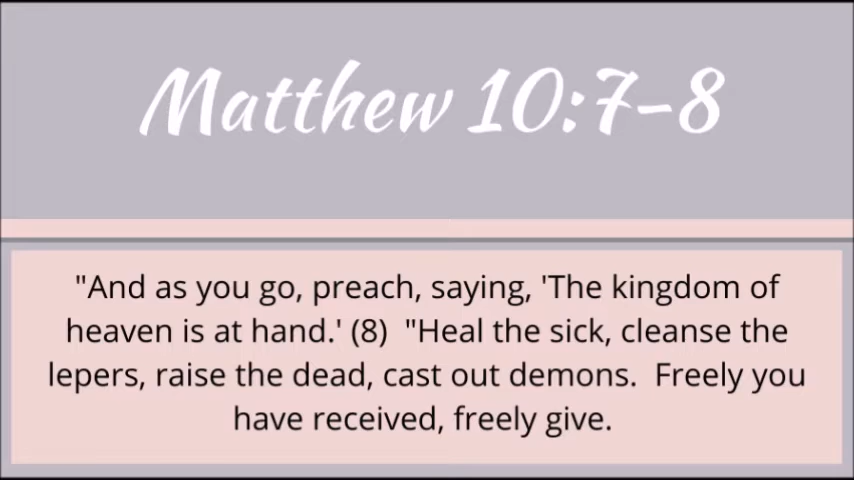 Matthew 10:7-8
"And as you go, preach, saying, 'The kingdom of
heaven is at hand.' (8)  "Heal the sick, cleanse the
lepers, raise the dead, cast out demons.  Freely you
have received, freely give.